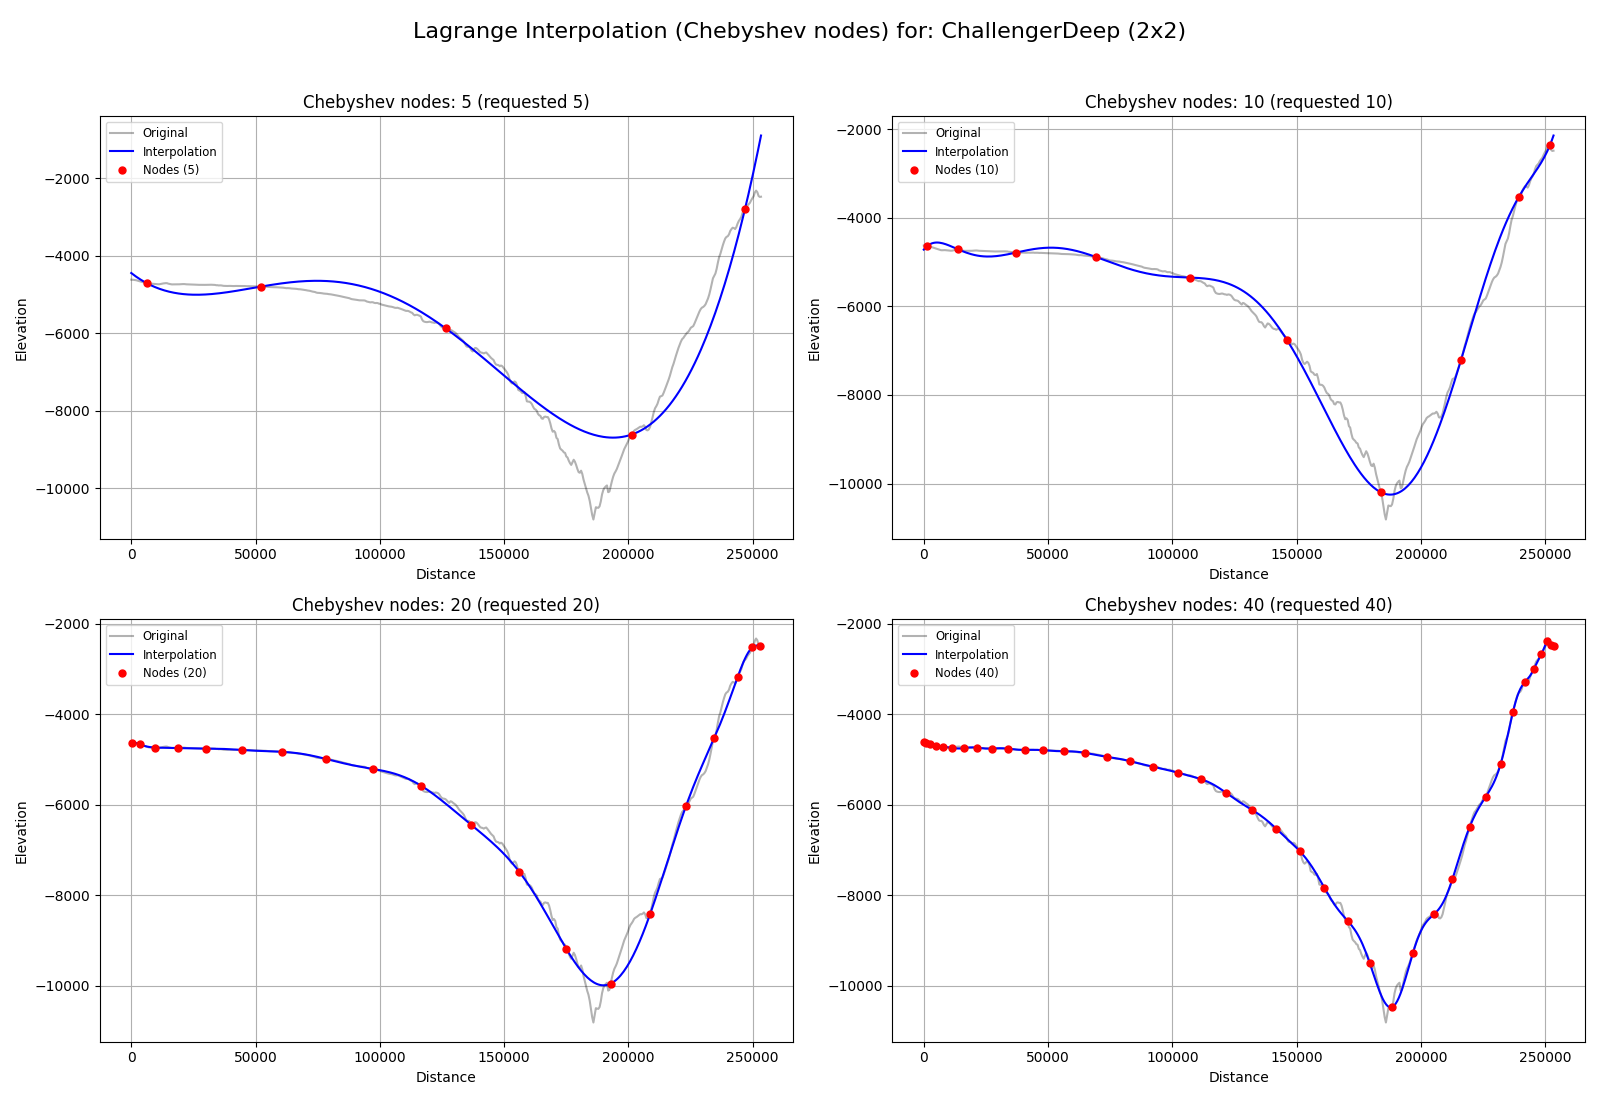 Lagrange Interpolation (Chebyshev nodes) for: ChallengerDeep (2x2)
Chebyshev nodes: 5 (requested 5)
Original
Interpolation
Nodes (5)
−2000
−4000
−6000
−8000
−10000
Elevation
0
50000
100000
150000
200000
250000
Distance
Chebyshev nodes: 10 (requested 10)
Original
Interpolation
Nodes (10)
−2000
−4000
−6000
−8000
−10000
Elevation
0
50000
100000
150000
200000
250000
Distance
Chebyshev nodes: 20 (requested 20)
Original
Interpolation
Nodes (20)
−2000
−4000
−6000
−8000
−10000
Elevation
0
50000
100000
150000
200000
250000
Distance
Chebyshev nodes: 40 (requested 40)
Original
Interpolation
Nodes (40)
−2000
−4000
−6000
−8000
−10000
Elevation
0
50000
100000
150000
200000
250000
Distance